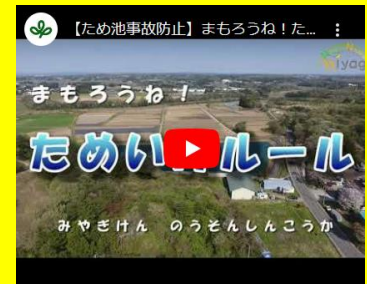 【ため池事故防止】まもろうね！た...
iyag
まもろうね！
ためい ルール
みやぎけん のうそんしんこうか